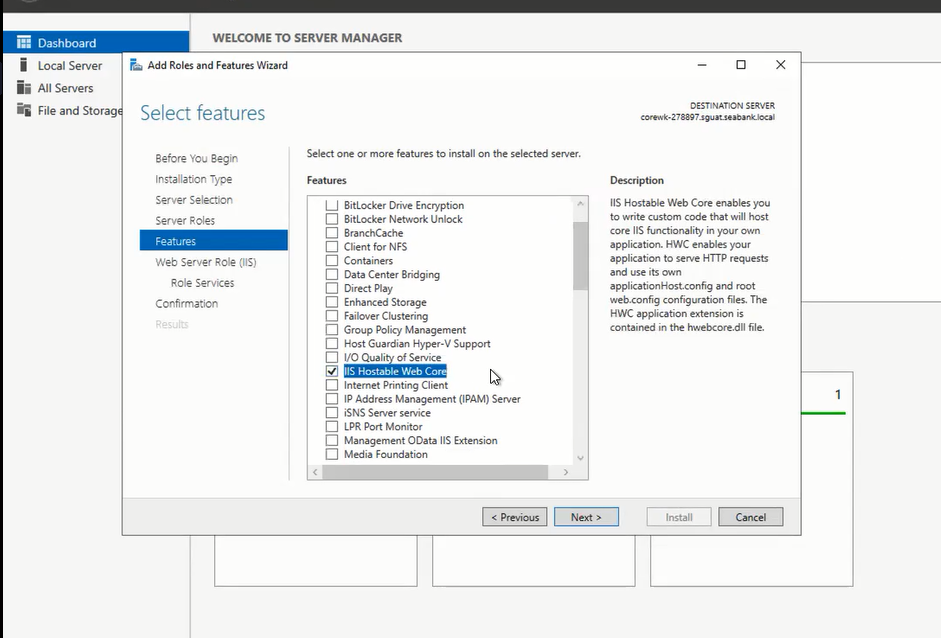 WELCOME TO SERVER MANAGER
Dashboard
Local Server
All Servers
File and Storage
Add Roles and Features Wizard
Select features
DESTINATION SERVER
corewk-278897.sguat.seabank.local
Before You Begin
Installation Type
Server Selection
Server Roles
Features
Web Server Role (IIS)
Role Services
Confirmation
Results
Select one or more features to install on the selected server.
Features
BitLocker Drive Encryption
BitLocker Network Unlock
BranchCache
Client for NFS
Containers
Data Center Bridging
Direct Play
Enhanced Storage
Failover Clustering
Group Policy Management
Host Guardian Hyper-V Support
I/O Quality of Service
IIS Hostable Web Core
Internet Printing Client
IP Address Management (IPAM) Server
iSNS Server service
LPR Port Monitor
Management OData IIS Extension
Media Foundation
Description
IIS Hostable Web Core enables you
to write custom code that will host
core IIS functionality in your own
application. HWC enables your
application to serve HTTP requests
and use its own
applicationHost.config and root
web.config configuration files. The
HWC application extension is
contained in the hwebcore.dll file.
1
< Previous
Next >
Install
Cancel